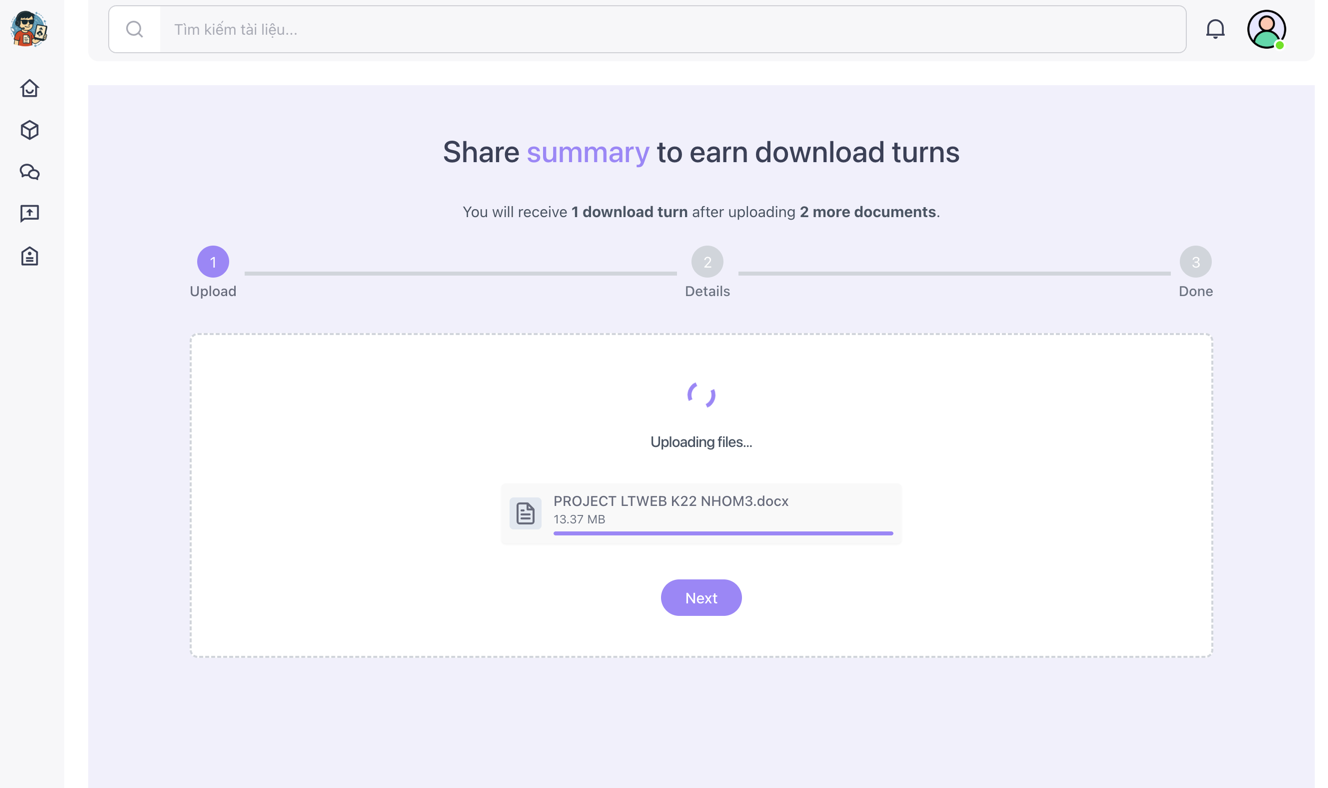 Tìm kiếm tài liệu...
Share summary to earn download turns
You will receive 1 download turn after uploading 2 more documents.
1
2
3
Upload
Details
Done
Uploading files...
PROJECT LTWEB K22 NHOM3.docx
13.37 MB
Next